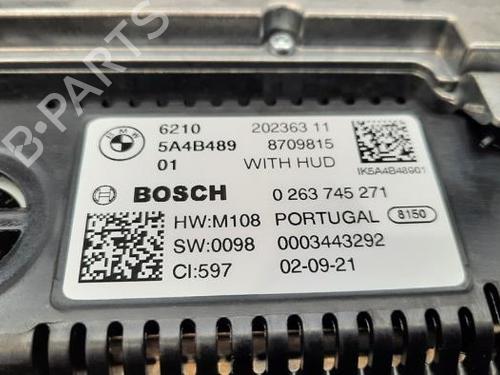 B-PARTS
BMW
6210 202363 11
5A4B489 8709815
01 WITH HUD
IK5A4B48901
BOSCH 0 263 745 271
HW:M108 PORTUGAL 8150
SW:0098 0003443292
CI:597 02-09-21